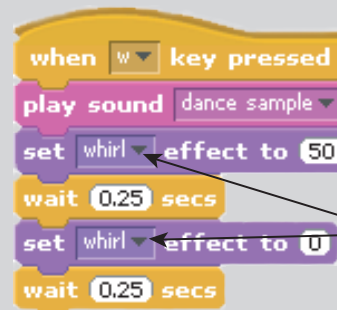 when w key pressed
play sound dance sample
set whirl effect to 50
wait 0.25 secs
set whirl effect to 0
wait 0.25 secs